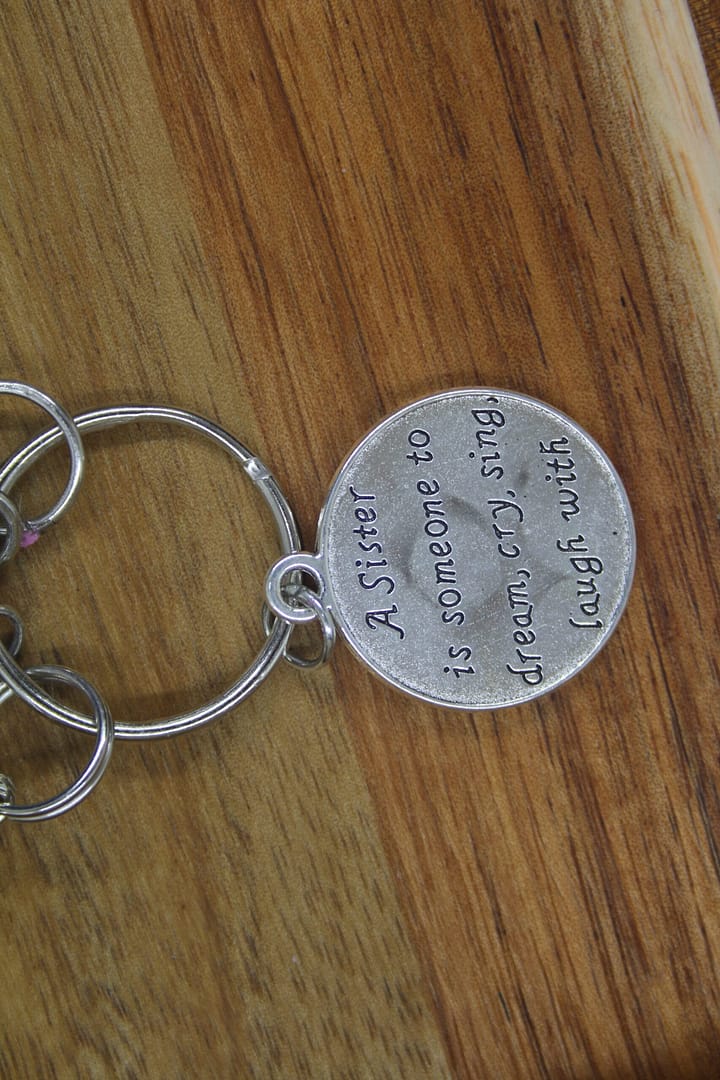 A Sister
is someone to
dream, cry, sing,
laugh with